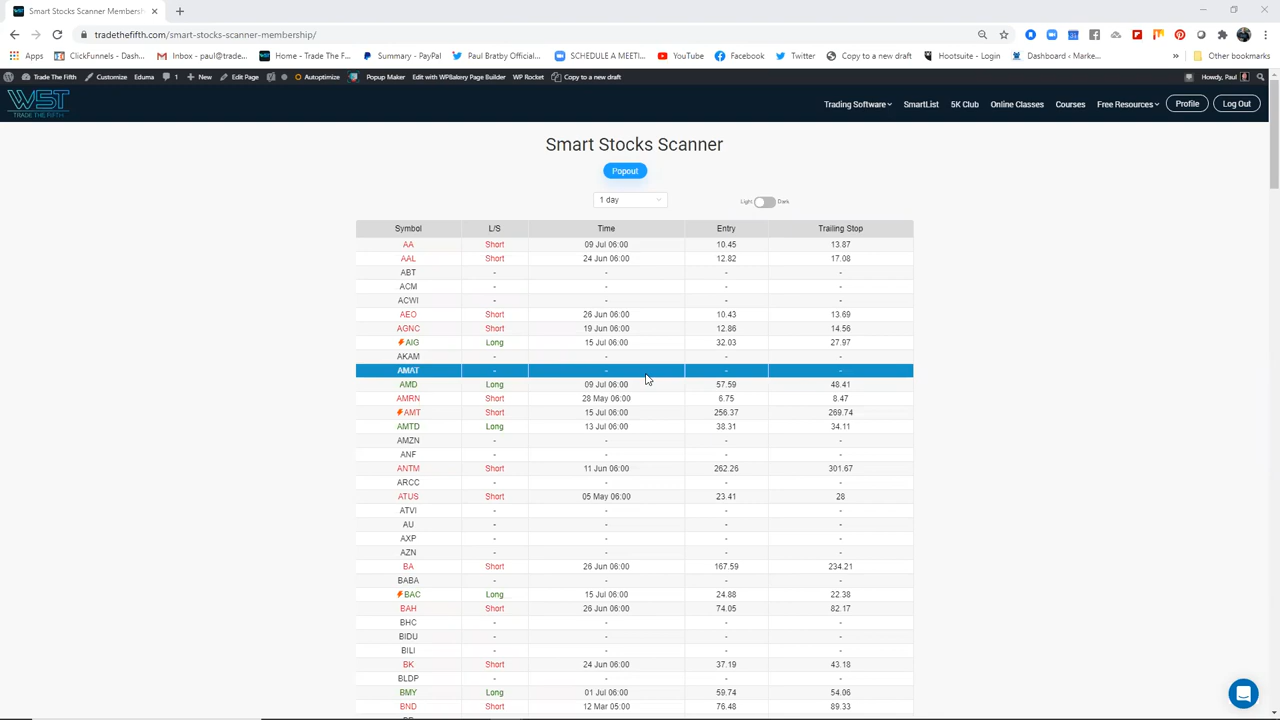 Smart Stocks Scanner Membersh
tradethefifth.com/smart-stocks-scanner-membership/
Apps ClickFunnels - Dash... Inbox - paul@trade... Home - Trade The F... Summary - PayPal Paul Bratby Official... SCHEDULE A MEETI... YouTube Facebook Twitter Copy to a new draft Hootsuite - Login Dashboard ‹ Marke... » Other bookmarks
Trade The Fifth Customize Eduma 1 + New Edit Page Autoptimize Popup Maker Edit with WPBakery Page Builder WP Rocket Copy to a new draft Howdy, Paul
WST
TRADE THE FIFTH
Trading Software SmartList 5K Club Online Classes Courses Free Resources Profile Log Out
Smart Stocks Scanner
Popout
1 day Light Dark
Symbol L/S Time Entry Trailing Stop
AA Short 09 Jul 06:00 10.45 13.87
AAL Short 24 Jun 06:00 12.82 17.08
ABT - - - -
ACM - - - -
ACWI - - - -
AEO Short 26 Jun 06:00 10.43 13.69
AGNC Short 19 Jun 06:00 12.86 14.56
AIG Long 15 Jul 06:00 32.03 27.97
AKAM - - - -
AMAT - - - -
AMD Long 09 Jul 06:00 57.59 48.41
AMRN Short 28 May 06:00 6.75 8.47
AMT Short 15 Jul 06:00 256.37 269.74
AMTD Long 13 Jul 06:00 38.31 34.11
AMZN - - - -
ANF - - - -
ANTM Short 11 Jun 06:00 262.26 301.67
ARCC - - - -
ATUS Short 05 May 06:00 23.41 28
ATVI - - - -
AU - - - -
AXP - - - -
AZN - - - -
BA Short 26 Jun 06:00 167.59 234.21
BABA - - - -
BAC Long 15 Jul 06:00 24.88 22.38
BAH Short 26 Jun 06:00 74.05 82.17
BHC - - - -
BIDU - - - -
BILI - - - -
BK Short 24 Jun 06:00 37.19 43.18
BLDP - - - -
BMY Long 01 Jul 06:00 59.74 54.06
BND Short 12 Mar 05:00 76.48 89.33